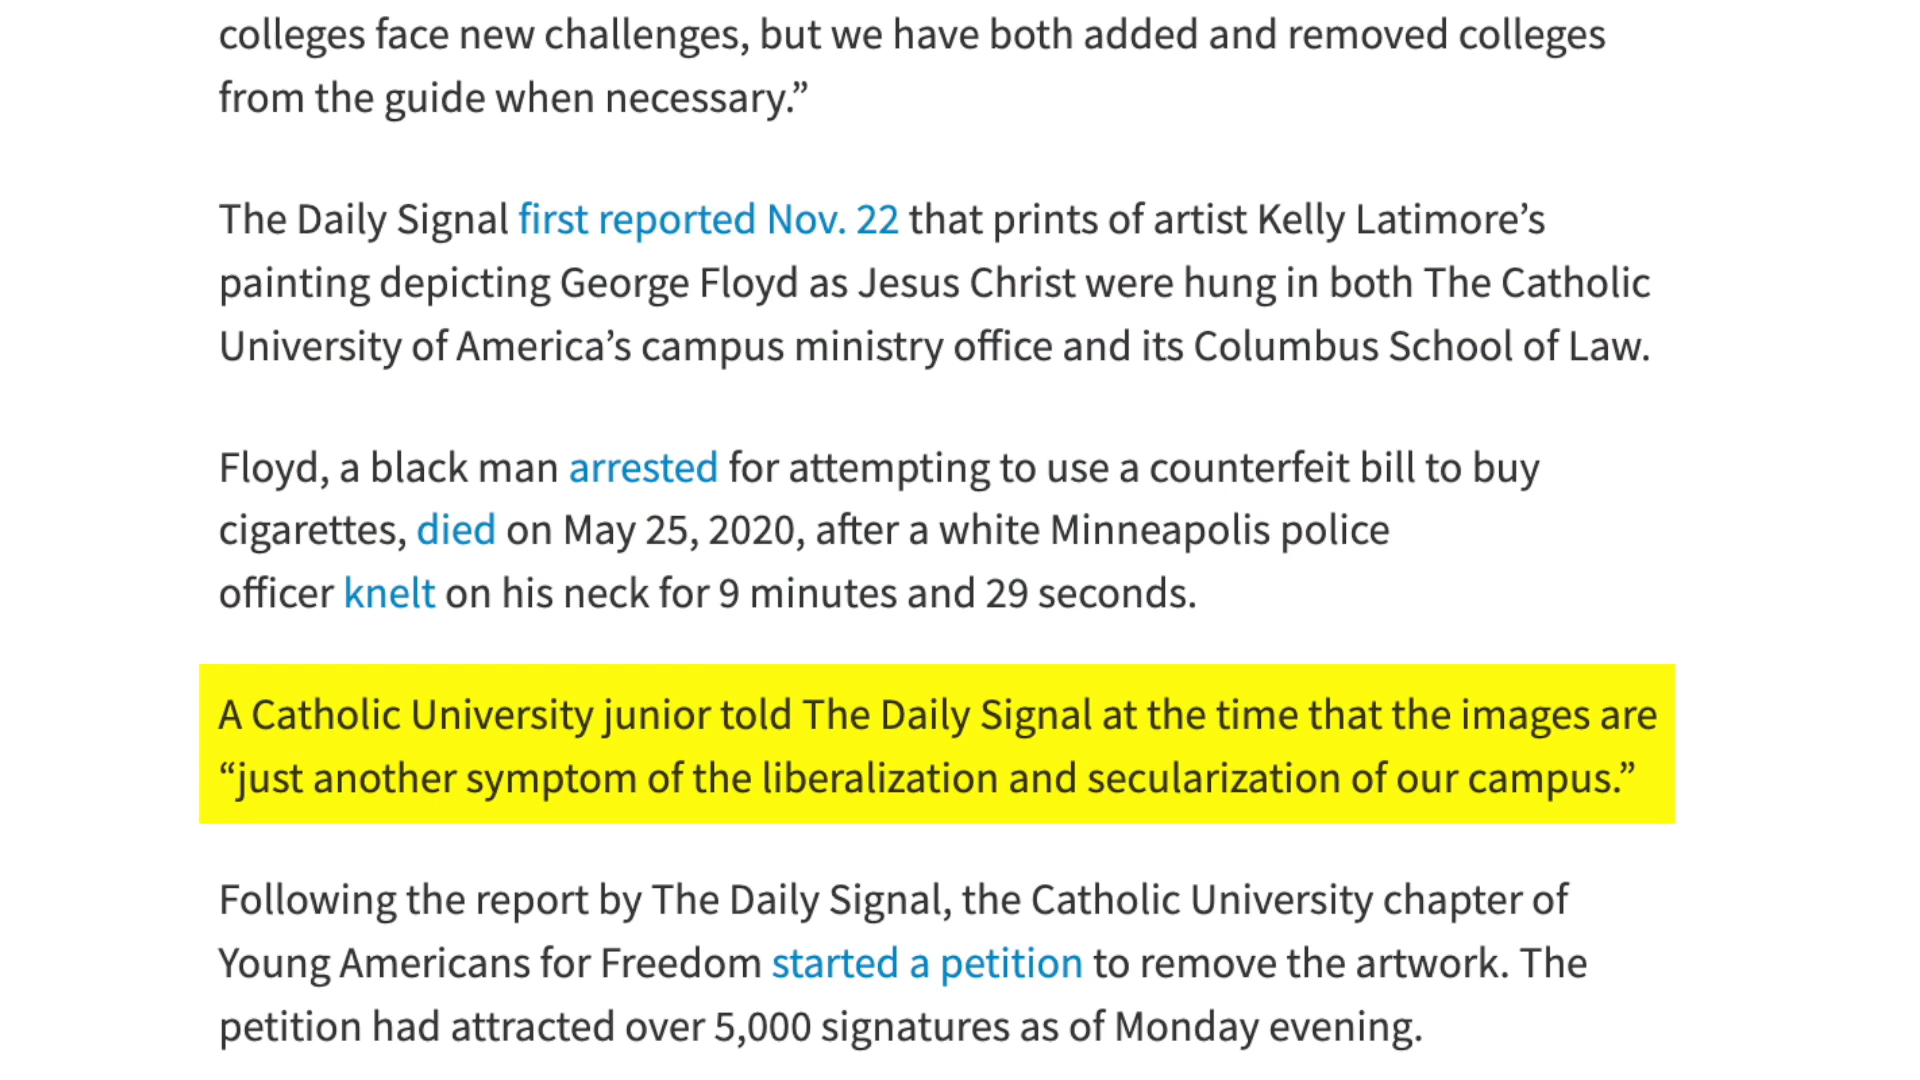 colleges face new challenges, but we have both added and removed colleges
from the guide when necessary.”
The Daily Signal first reported Nov. 22 that prints of artist Kelly Latimore’s
painting depicting George Floyd as Jesus Christ were hung in both The Catholic
University of America’s campus ministry office and its Columbus School of Law.
Floyd, a black man arrested for attempting to use a counterfeit bill to buy
cigarettes, died on May 25, 2020, after a white Minneapolis police
officer knelt on his neck for 9 minutes and 29 seconds.
A Catholic University junior told The Daily Signal at the time that the images are
“just another symptom of the liberalization and secularization of our campus.”
Following the report by The Daily Signal, the Catholic University chapter of
Young Americans for Freedom started a petition to remove the artwork. The
petition had attracted over 5,000 signatures as of Monday evening.